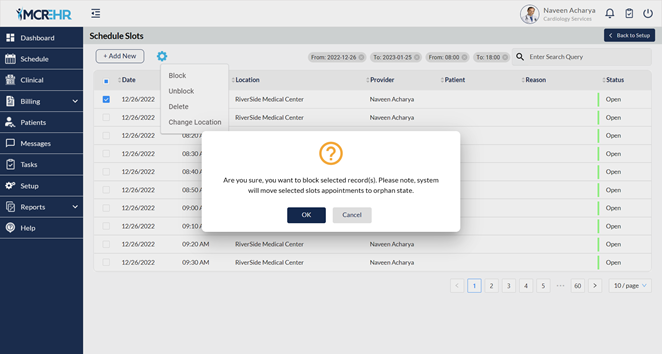 MCREHR
Naveen Acharya
Cardiology Services
Dashboard
Schedule
Clinical
Billing
Patients
Messages
Tasks
Setup
Reports
Help
Schedule Slots
Back to Setup
+ Add New
From: 2022-12-26
To: 2023-01-25
From: 08:00
To: 18:00
Enter Search Query
Block
Unblock
Delete
Change Location
Date Location Provider Patient Reason Status
12/26/2022 RiverSide Medical Center Naveen Acharya Open
12/26/2022 RiverSide Medical Center Naveen Acharya Open
12/26/2022 08:20 A Open
12/26/2022 08:30 A Open
12/26/2022 08:40 A Open
12/26/2022 08:50 A Open
12/26/2022 09:00 A Open
12/26/2022 09:10 A Open
12/26/2022 09:20 AM RiverSide Medical Center Naveen Acharya Open
12/26/2022 09:30 AM RiverSide Medical Center Naveen Acharya Open
Are you sure, you want to block selected record(s). Please note, system
will move selected slots appointments to orphan state.
OK Cancel
1 2 3 4 5 ••• 60 10 / page